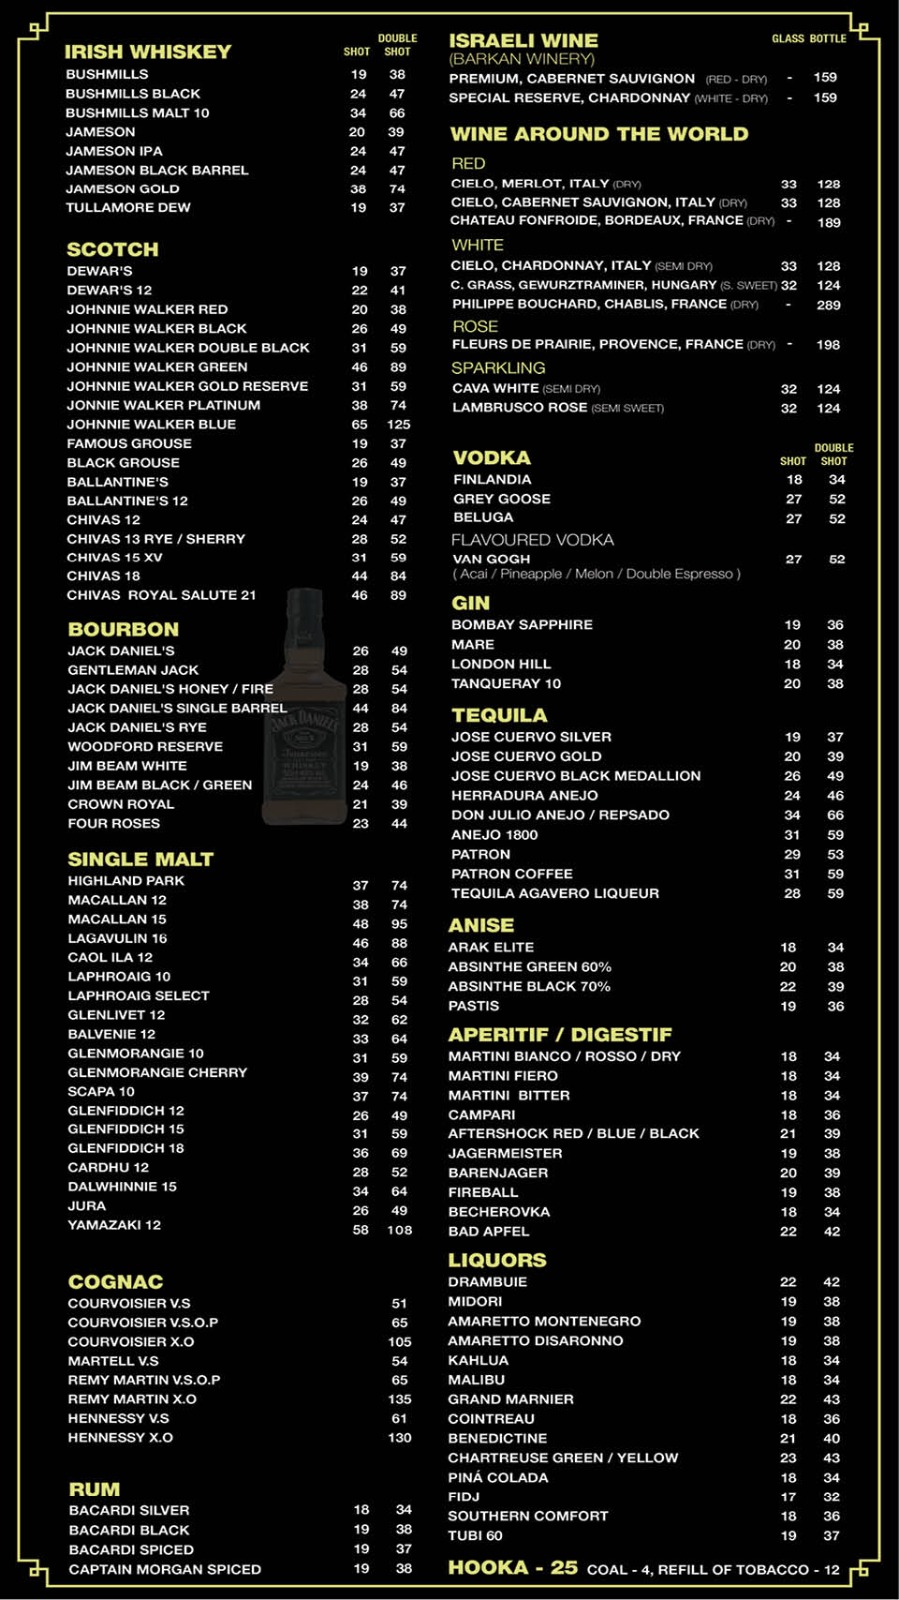 IRISH WHISKEY SHOT DOUBLE SHOT
BUSHMILLS 19 38
BUSHMILLS BLACK 24 47
BUSHMILLS MALT 10 34 66
JAMESON 20 39
JAMESON IPA 24 47
JAMESON BLACK BARREL 24 47
JAMESON GOLD 38 74
TULLAMORE DEW 19 37
SCOTCH
DEWAR'S 19 37
DEWAR'S 12 22 41
JOHNNIE WALKER RED 20 38
JOHNNIE WALKER BLACK 26 49
JOHNNIE WALKER DOUBLE BLACK 31 59
JOHNNIE WALKER GREEN 46 89
JOHNNIE WALKER GOLD RESERVE 31 59
JONNIE WALKER PLATINUM 38 74
JOHNNIE WALKER BLUE 65 125
FAMOUS GROUSE 19 37
BLACK GROUSE 26 49
BALLANTINE'S 19 37
BALLANTINE'S 12 26 49
CHIVAS 12 24 47
CHIVAS 13 RYE / SHERRY 28 52
CHIVAS 15 XV 31 59
CHIVAS 18 44 84
CHIVAS ROYAL SALUTE 21 46 89
BOURBON
JACK DANIEL'S 26 49
GENTLEMAN JACK 28 54
JACK DANIEL'S HONEY / FIRE 28 54
JACK DANIEL'S SINGLE BARREL 44 84
JACK DANIEL'S RYE 28 54
WOODFORD RESERVE 31 59
JIM BEAM WHITE 19 38
JIM BEAM BLACK / GREEN 24 46
CROWN ROYAL 21 39
FOUR ROSES 23 44
SINGLE MALT
HIGHLAND PARK 37 74
MACALLAN 12 38 74
MACALLAN 15 48 95
LAGAVULIN 16 46 88
CAOL ILA 12 34 66
LAPHROAIG 10 31 59
LAPHROAIG SELECT 28 54
GLENLIVET 12 32 62
BALVENIE 12 33 64
GLENMORANGIE 10 31 59
GLENMORANGIE CHERRY 39 74
SCAPA 10 37 74
GLENFIDDICH 12 26 49
GLENFIDDICH 15 31 59
GLENFIDDICH 18 36 69
CARDHU 12 28 52
DALWHINNIE 15 34 64
JURA 26 49
YAMAZAKI 12 58 108
COGNAC
COURVOISIER V.S 51
COURVOISIER V.S.O.P 65
COURVOISIER X.O 105
MARTELL V.S 54
REMY MARTIN V.S.O.P 65
REMY MARTIN X.O 135
HENNESSY V.S 61
HENNESSY X.O 130
RUM
BACARDI SILVER 18 34
BACARDI BLACK 19 38
BACARDI SPICED 19 37
CAPTAIN MORGAN SPICED 19 38
ISRAELI WINE GLASS BOTTLE
(BARKAN WINERY)
PREMIUM, CABERNET SAUVIGNON (RED - DRY) - 159
SPECIAL RESERVE, CHARDONNAY (WHITE - DRY) - 159
WINE AROUND THE WORLD
RED
CIELO, MERLOT, ITALY (DRY) 33 128
CIELO, CABERNET SAUVIGNON, ITALY (DRY) 33 128
CHATEAU FONFROIDE, BORDEAUX, FRANCE (DRY) - 189
WHITE
CIELO, CHARDONNAY, ITALY (SEMI DRY) 33 128
C. GRASS, GEWURZTRAMINER, HUNGARY (S. SWEET) 32 124
PHILIPPE BOUCHARD, CHABLIS, FRANCE (DRY) - 289
ROSE
FLEURS DE PRAIRIE, PROVENCE, FRANCE (DRY) - 198
SPARKLING
CAVA WHITE (SEMI DRY) 32 124
LAMBRUSCO ROSE (SEMI SWEET) 32 124
VODKA SHOT DOUBLE SHOT
FINLANDIA 18 34
GREY GOOSE 27 52
BELUGA 27 52
FLAVOURED VODKA
VAN GOGH 27 52
( Acai / Pineapple / Melon / Double Espresso )
GIN
BOMBAY SAPPHIRE 19 36
MARE 20 38
LONDON HILL 18 34
TANQUERAY 10 20 38
TEQUILA
JOSE CUERVO SILVER 19 37
JOSE CUERVO GOLD 20 39
JOSE CUERVO BLACK MEDALLION 26 49
HERRADURA ANEJO 24 46
DON JULIO ANEJO / REPSADO 34 66
ANEJO 1800 31 59
PATRON 29 53
PATRON COFFEE 31 59
TEQUILA AGAVERO LIQUEUR 28 59
ANISE
ARAK ELITE 18 34
ABSINTHE GREEN 60% 20 38
ABSINTHE BLACK 70% 22 39
PASTIS 19 36
APERITIF / DIGESTIF
MARTINI BIANCO / ROSSO / DRY 18 34
MARTINI FIERO 18 34
MARTINI BITTER 18 34
CAMPARI 18 36
AFTERSHOCK RED / BLUE / BLACK 21 39
JAGERMEISTER 19 38
BARENJAGER 20 39
FIREBALL 19 38
BECHEROVKA 18 34
BAD APFEL 22 42
LIQUORS
DRAMBUIE 22 42
MIDORI 19 38
AMARETTO MONTENEGRO 19 38
AMARETTO DISARONNO 19 38
KAHLUA 18 34
MALIBU 18 34
GRAND MARNIER 22 43
COINTREAU 18 36
BENEDICTINE 21 40
CHARTREUSE GREEN / YELLOW 23 43
PINÁ COLADA 18 34
FIDJ 17 32
SOUTHERN COMFORT 18 36
TUBI 60 19 37
HOOKA - 25 COAL - 4, REFILL OF TOBACCO - 12
JACK DANIEL'S